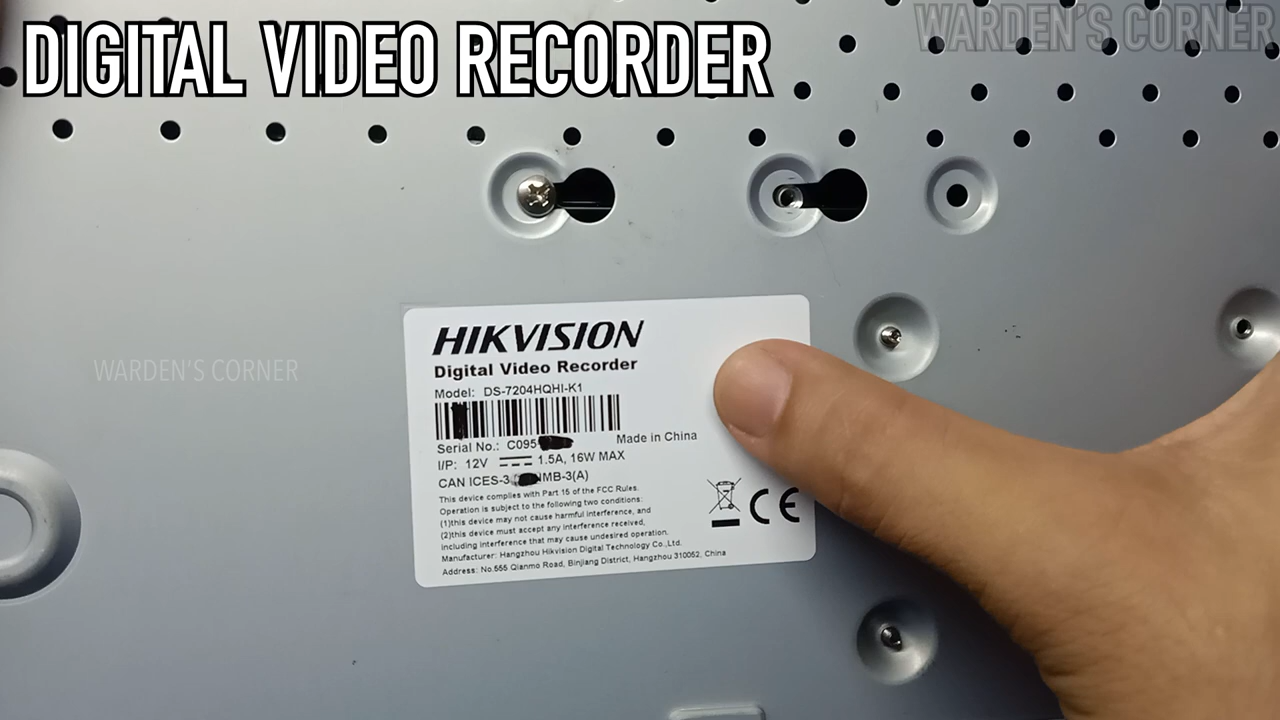 DIGITAL VIDEO RECORDER
WARDEN'S CORNER
WARDEN'S CORNER
HIKVISION
Digital Video Recorder
Model: DS-7204HQHI-K1
Serial No.: C095
Made in China
I/P: 12V 1.5A, 16W MAX
CAN ICES-3 NMB-3(A)
This device complies with Part 15 of the FCC Rules.
Operation is subject to the following two conditions:
(1)this device may not cause harmful interference, and
(2)this device must accept any interference received,
including interference that may cause undesired operation.
Manufacturer: Hangzhou Hikvision Digital Technology Co.,Ltd.
Address: No.555 Qianmo Road, Binjiang District, Hangzhou 310052, China
CE